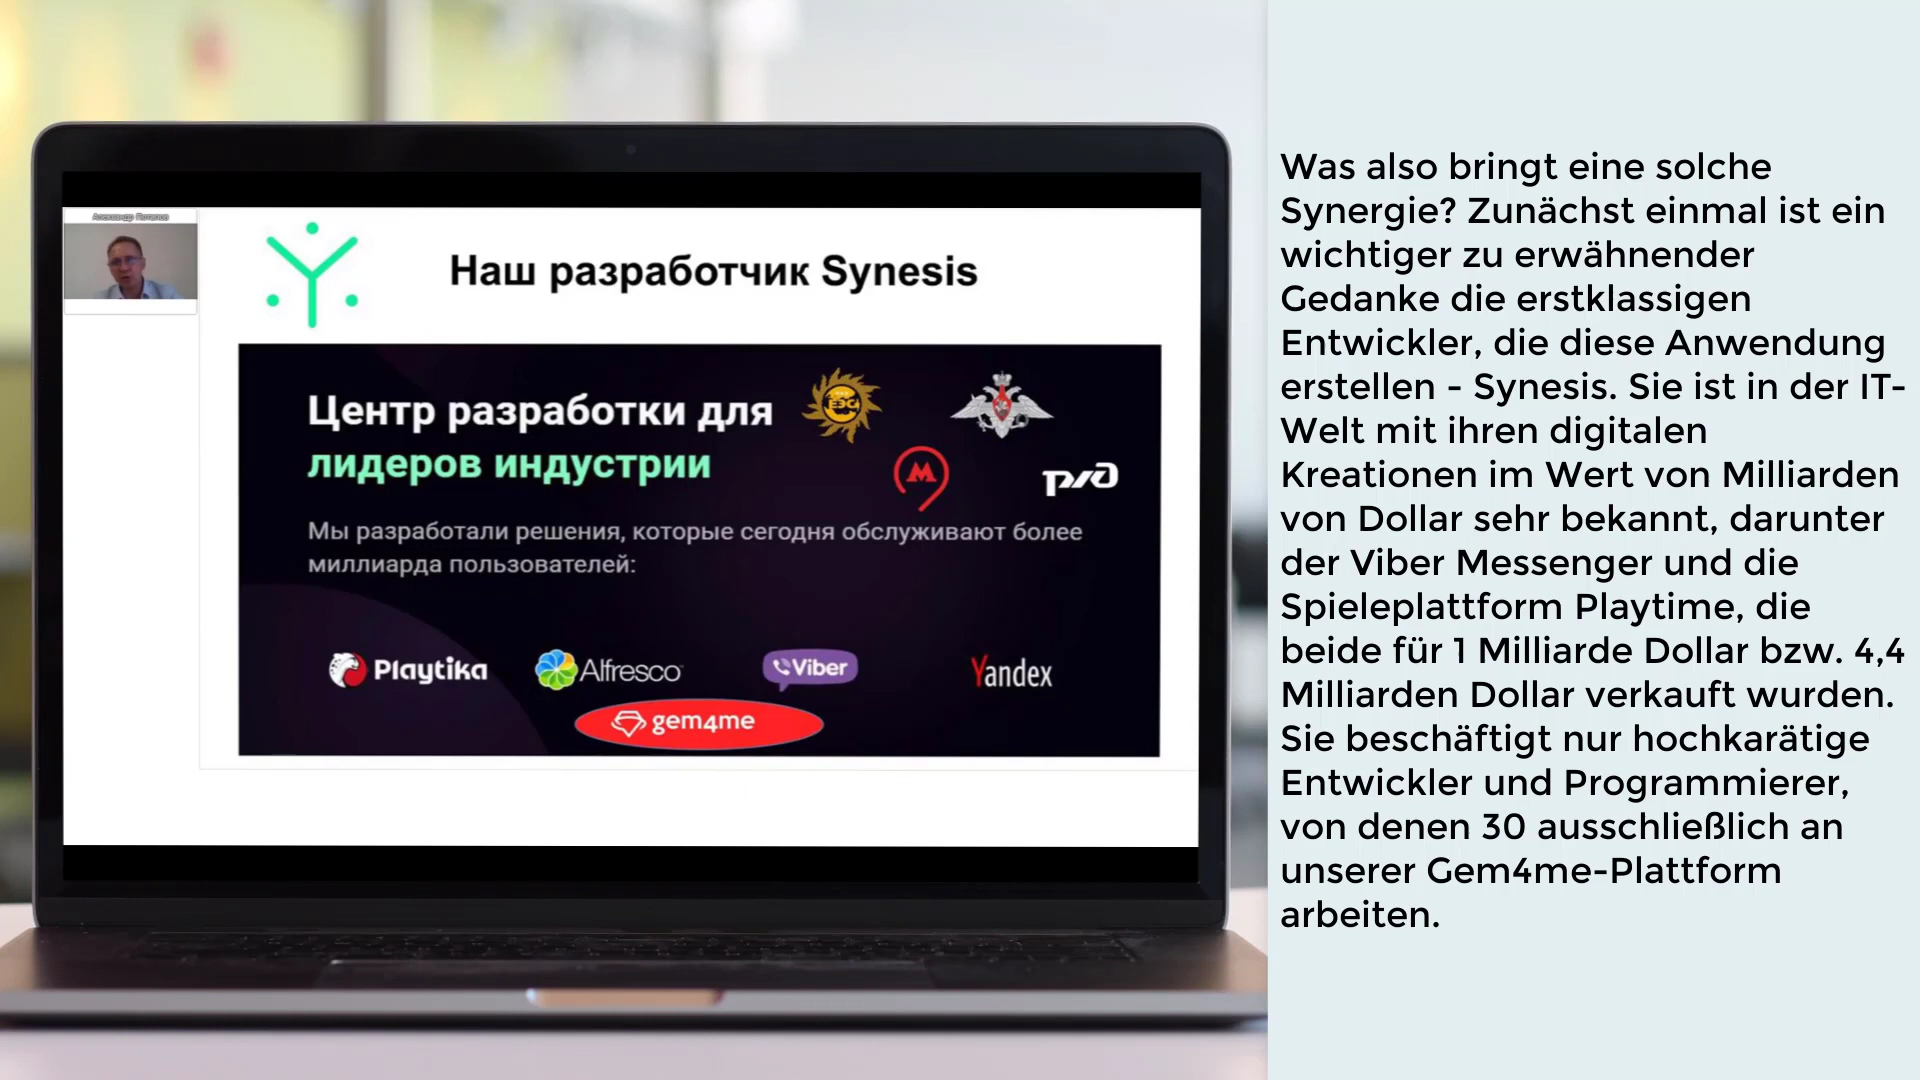 Александр Потапов
Наш разработчик Synesis
Центр разработки для
лидеров индустрии
ЕЭС
М
ржд
Мы разработали решения, которые сегодня обслуживают более
миллиарда пользователей:
Playtika
Alfresco
Viber
Yandex
gem4me
Was also bringt eine solche
Synergie? Zunächst einmal ist ein
wichtiger zu erwähnender
Gedanke die erstklassigen
Entwickler, die diese Anwendung
erstellen - Synesis. Sie ist in der IT-
Welt mit ihren digitalen
Kreationen im Wert von Milliarden
von Dollar sehr bekannt, darunter
der Viber Messenger und die
Spieleplattform Playtime, die
beide für 1 Milliarde Dollar bzw. 4,4
Milliarden Dollar verkauft wurden.
Sie beschäftigt nur hochkarätige
Entwickler und Programmierer,
von denen 30 ausschließlich an
unserer Gem4me-Plattform
arbeiten.